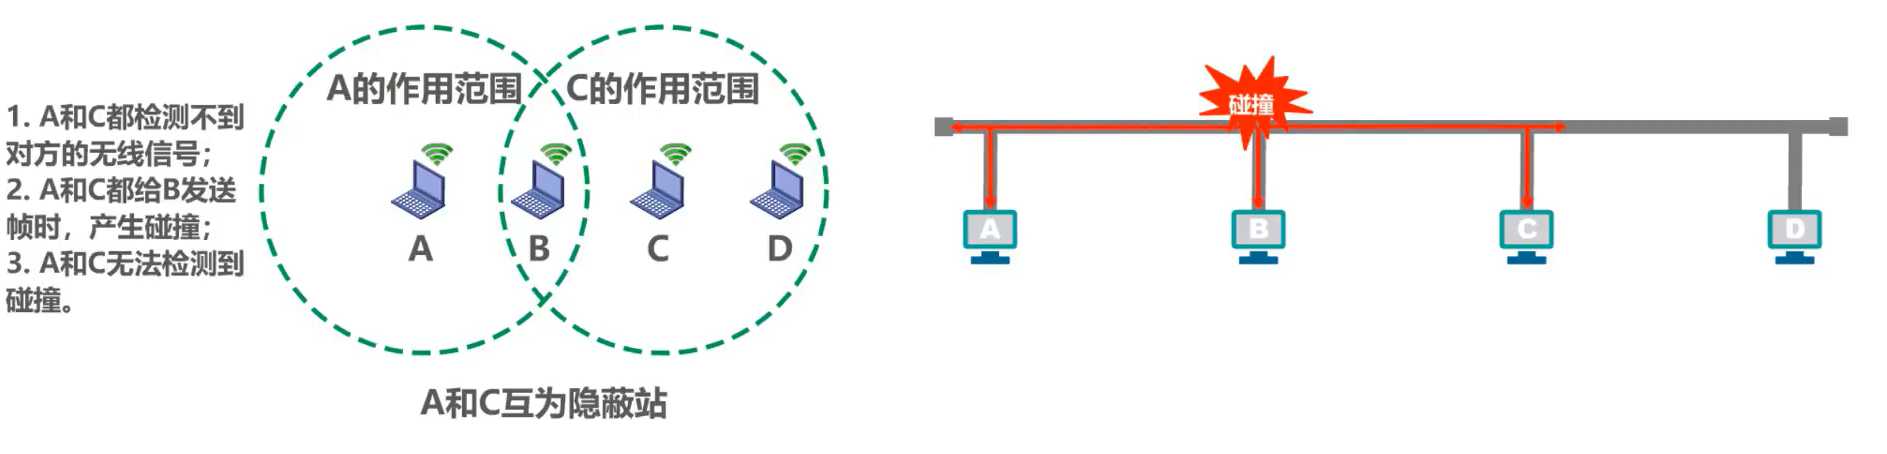 1. A和C都检测不到
对方的无线信号；
2. A和C都给B发送
帧时，产生碰撞；
3. A和C无法检测到
碰撞。
A的作用范围
C的作用范围
A
B
C
D
A和C互为隐蔽站
碰撞
A
B
C
D